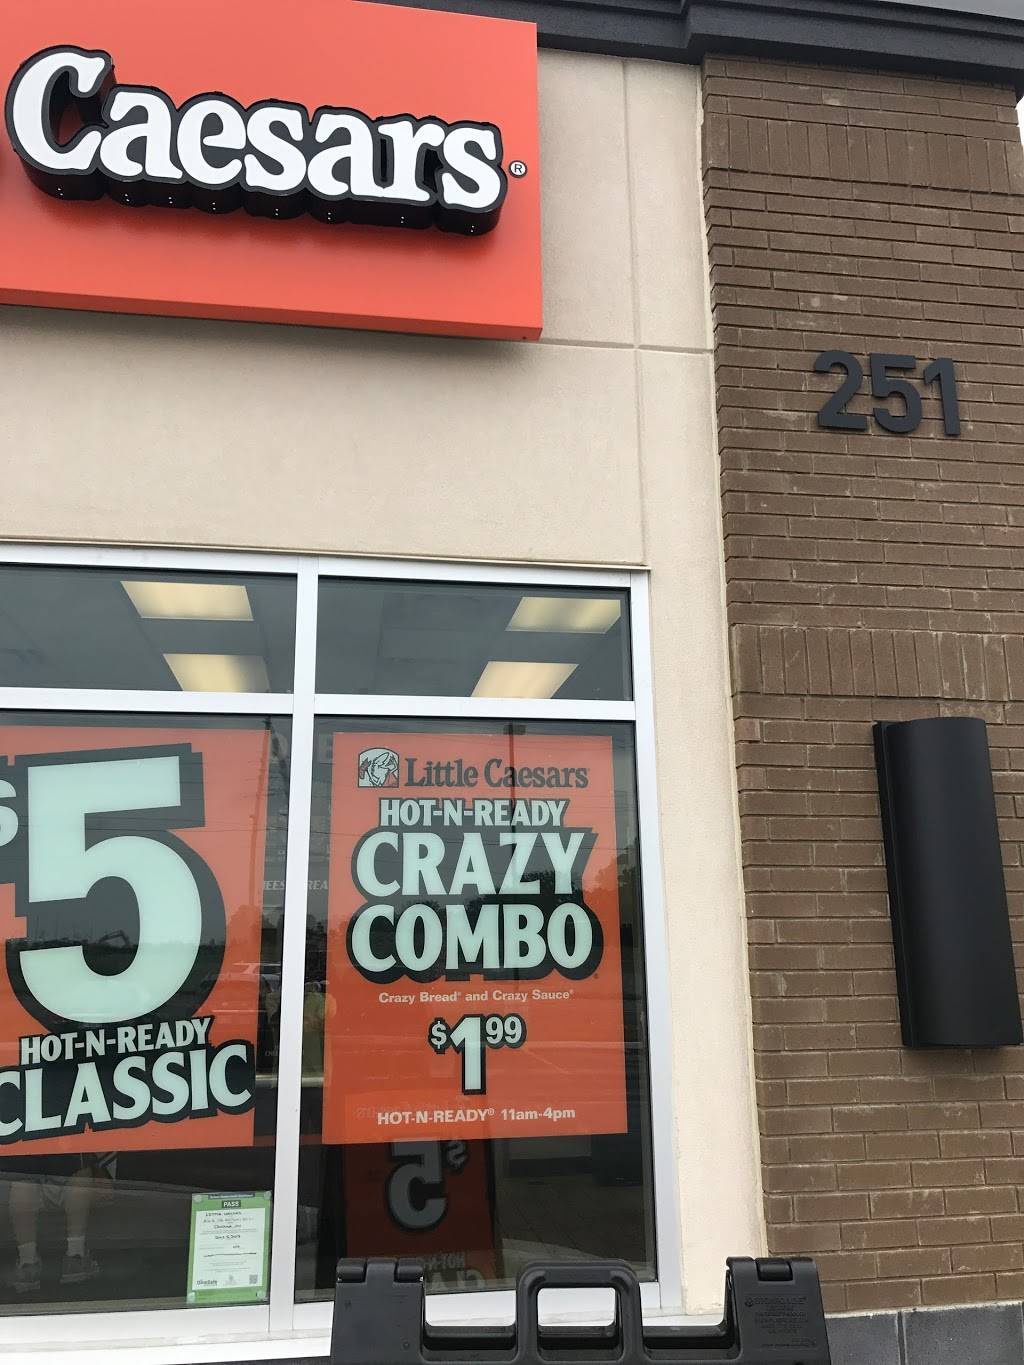 Caesars®
251
$5
HOT-N-READY
CLASSIC
Little Caesars
HOT-N-READY
CRAZY
COMBO
Crazy Bread® and Crazy Sauce®
$1.99
HOT-N-READY® 11am-4pm
$5
PASS